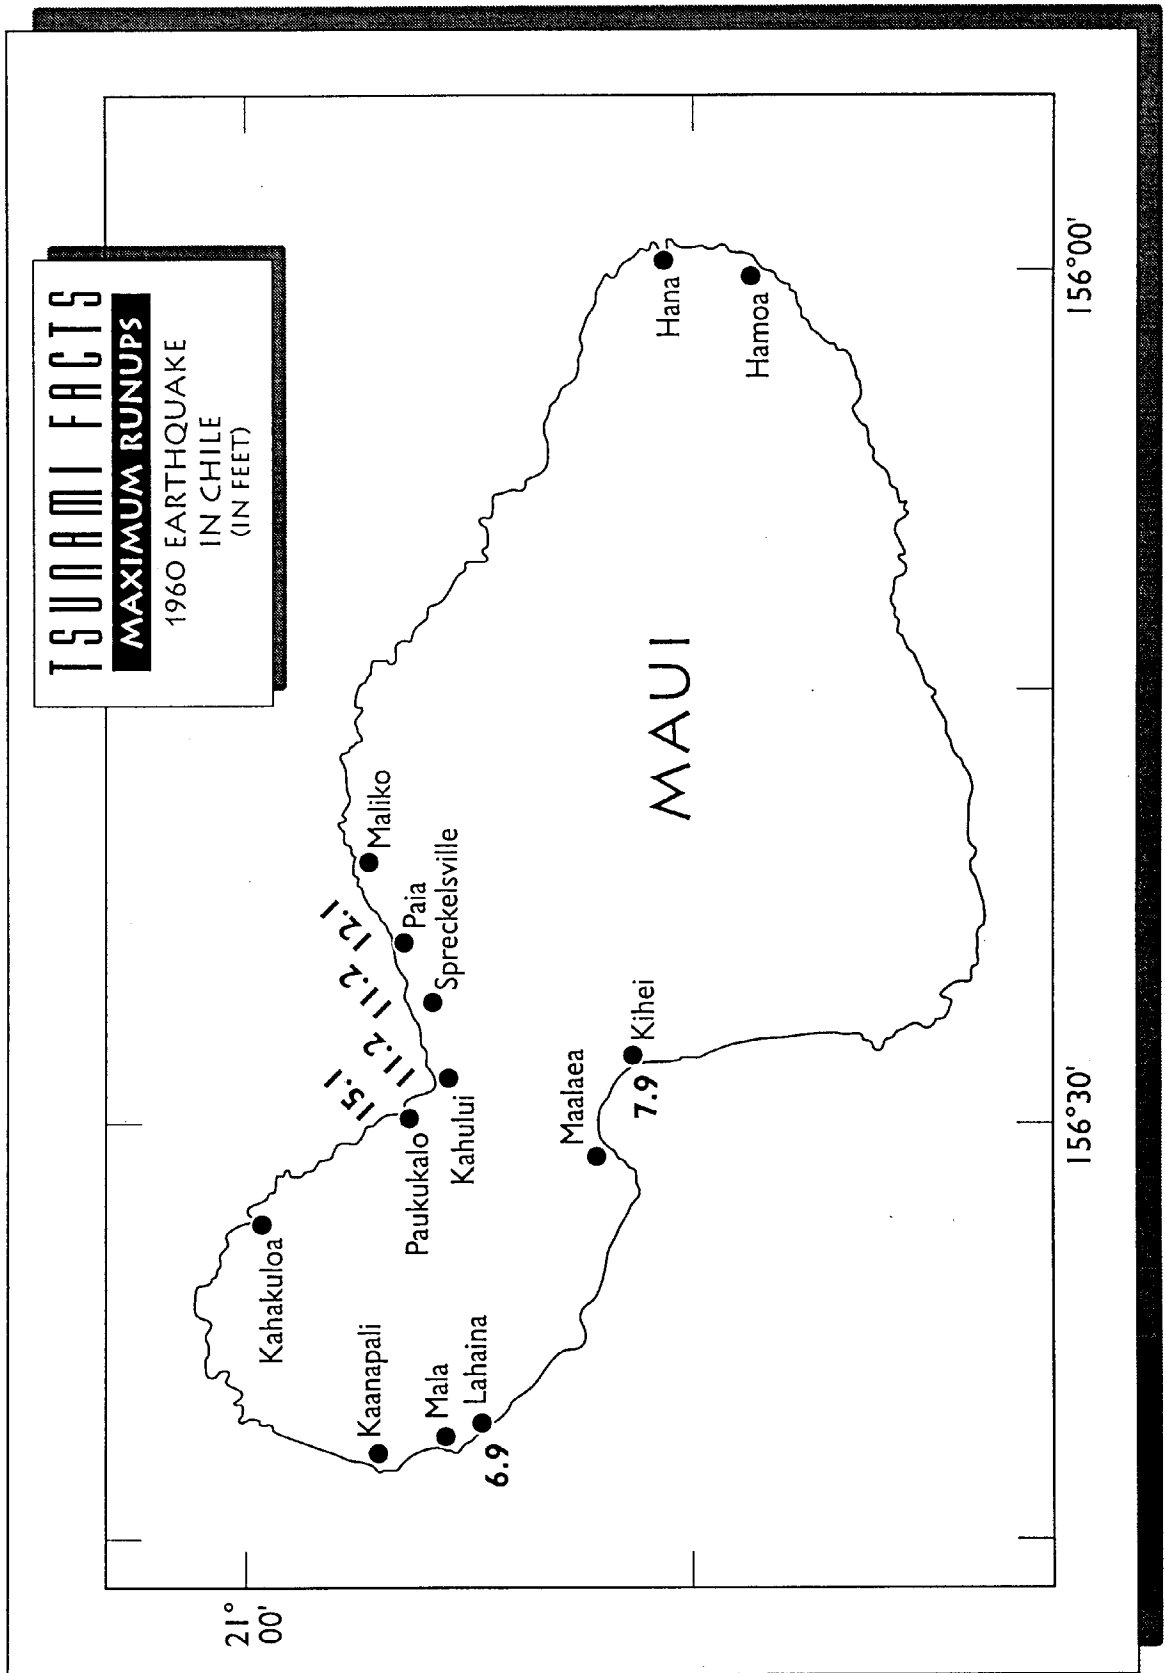 TSUNAMI FACTS
MAXIMUM RUNUPS
1960 EARTHQUAKE
IN CHILE
(IN FEET)
21°
00'
Kahakuloa
Kaanapali
Mala
Lahaina
6.9
15.1
11.2
11.2
12.1
Paukukalo
Kahului
Maliko
Paia
Spreckelsville
Maalaea
Kihei
7.9
MAUI
Hana
Hamoa
156°30'
156°00'